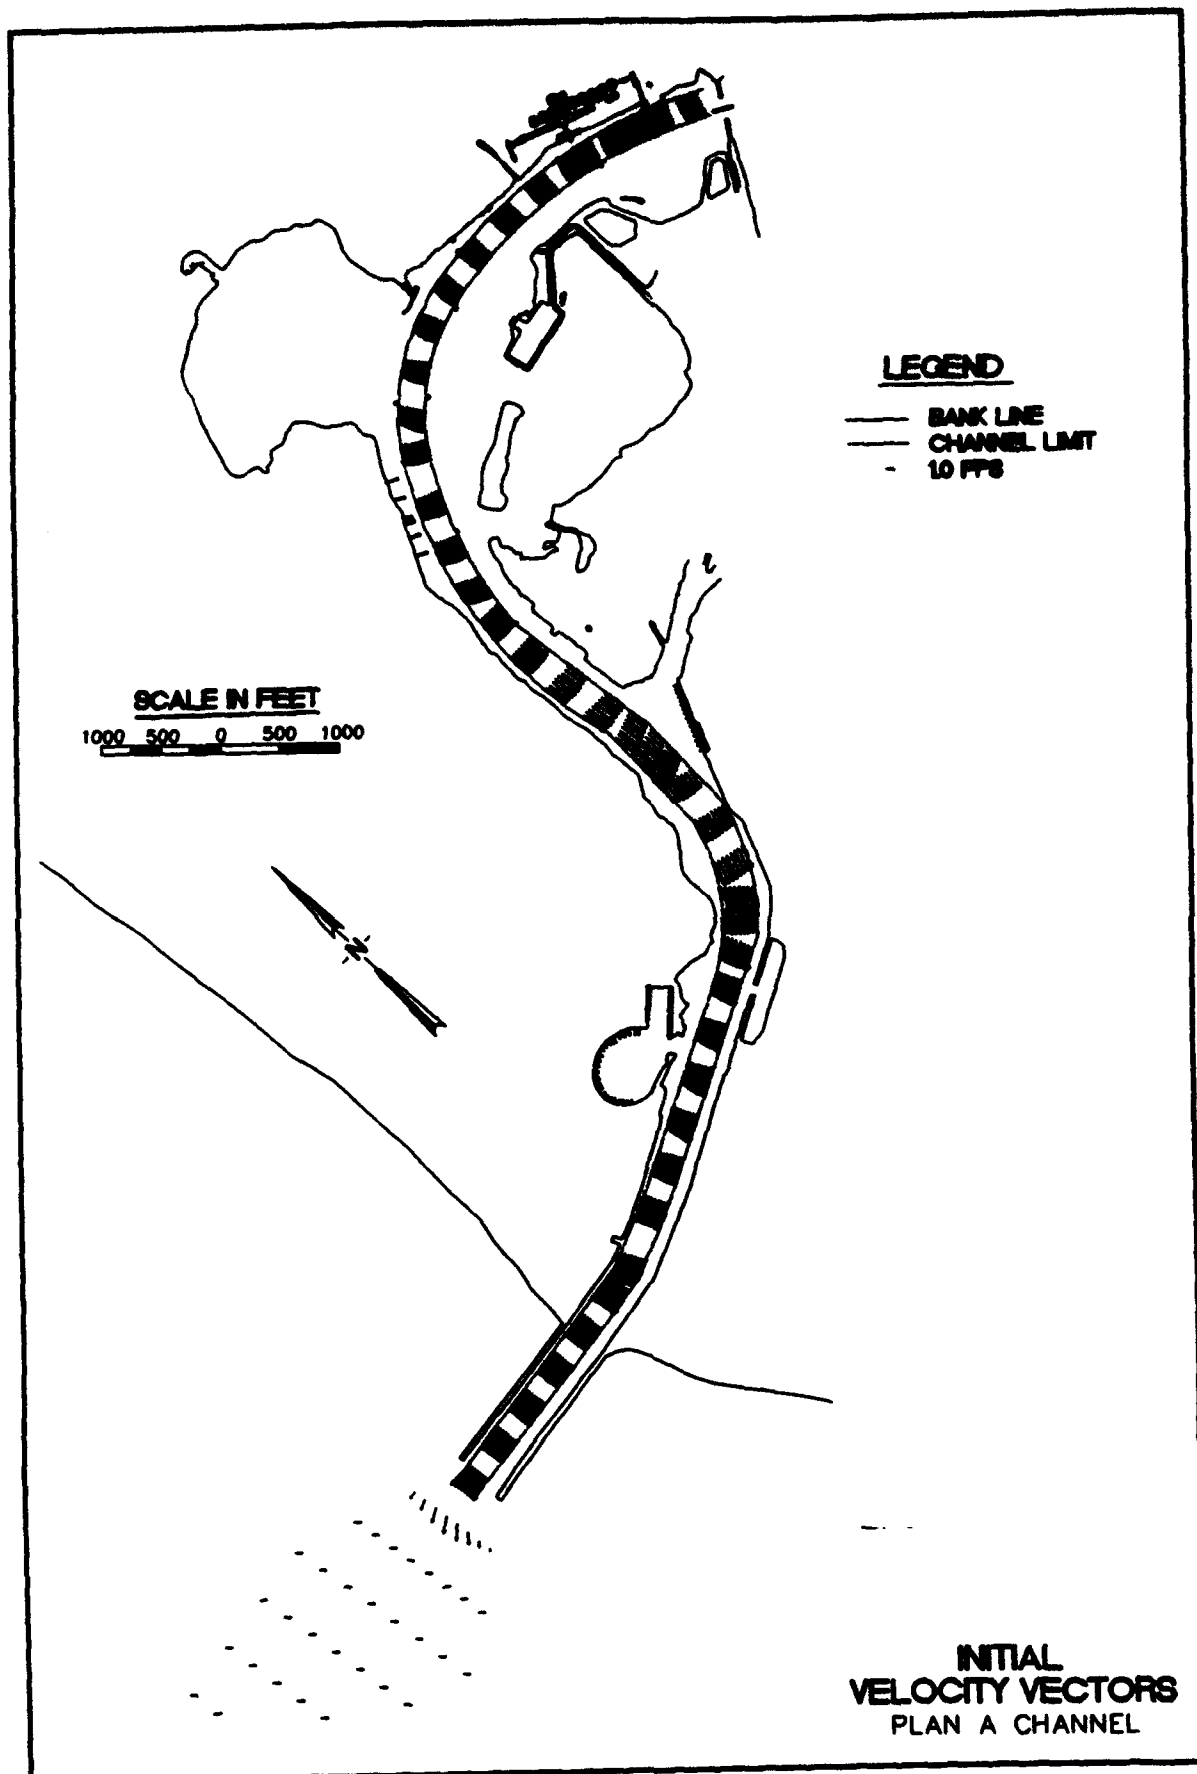 LEGEND
BANK LINE
CHANNEL LIMIT
1.0 FPS
SCALE IN FEET
1000 500 0 500 1000
N
INITIAL
VELOCITY VECTORS
PLAN A CHANNEL